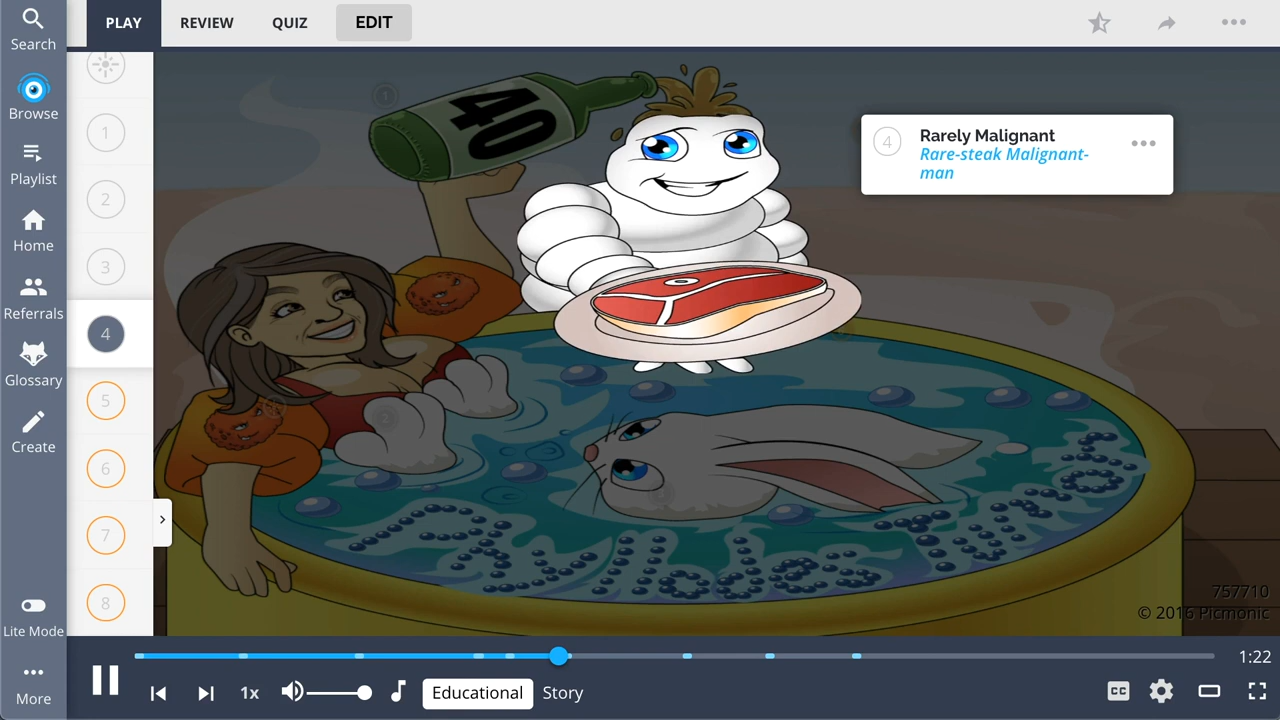 PLAY
REVIEW
QUIZ
EDIT
Search
Browse
Playlist
Home
Referrals
Glossary
Create
Lite Mode
More
1
2
3
4
5
6
7
8
40
4
Rarely Malignant
Rare-steak Malignant-
man
Phyllodes Tumor
757710
© 2016 Picmonic
1:22
1x
Educational
Story
CC